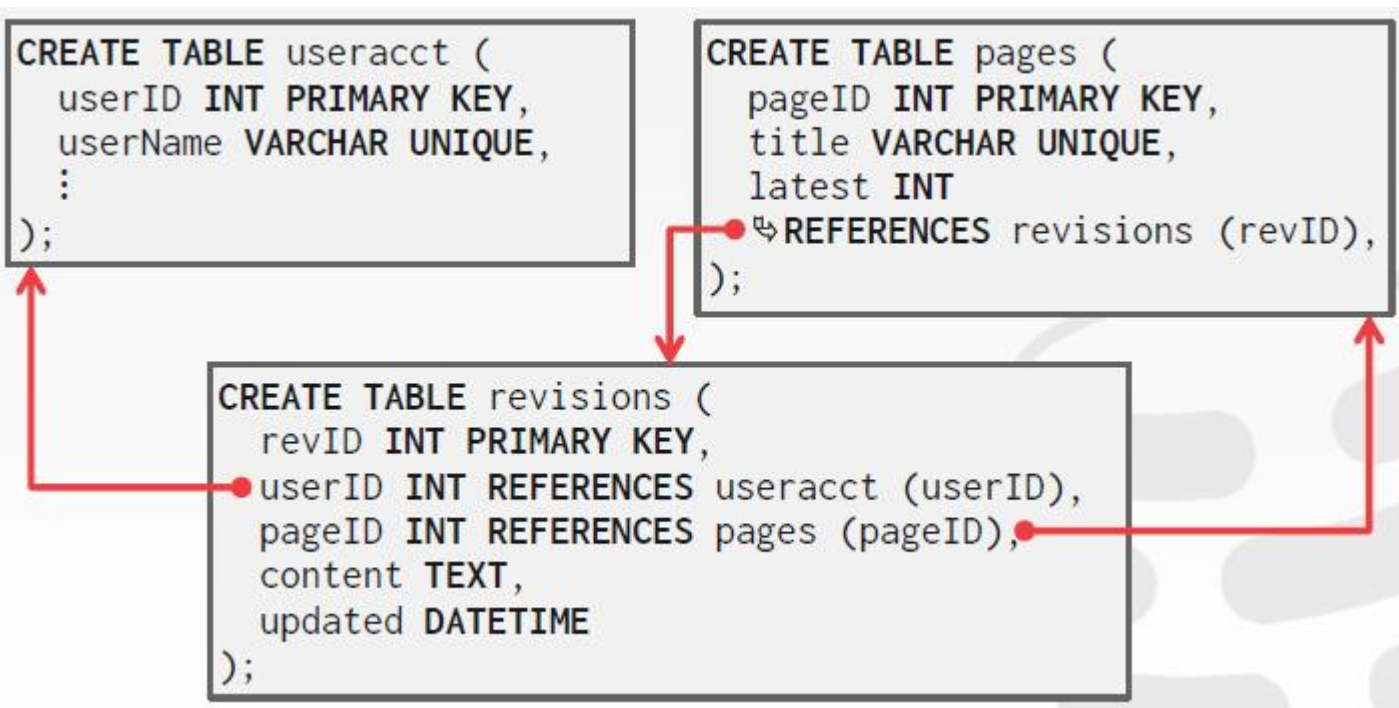 CREATE TABLE useracct (
userID INT PRIMARY KEY,
userName VARCHAR UNIQUE,
⋮
);
CREATE TABLE pages (
pageID INT PRIMARY KEY,
title VARCHAR UNIQUE,
latest INT
⤷REFERENCES revisions (revID),
);
CREATE TABLE revisions (
revID INT PRIMARY KEY,
userID INT REFERENCES useracct (userID),
pageID INT REFERENCES pages (pageID),
content TEXT,
updated DATETIME
);